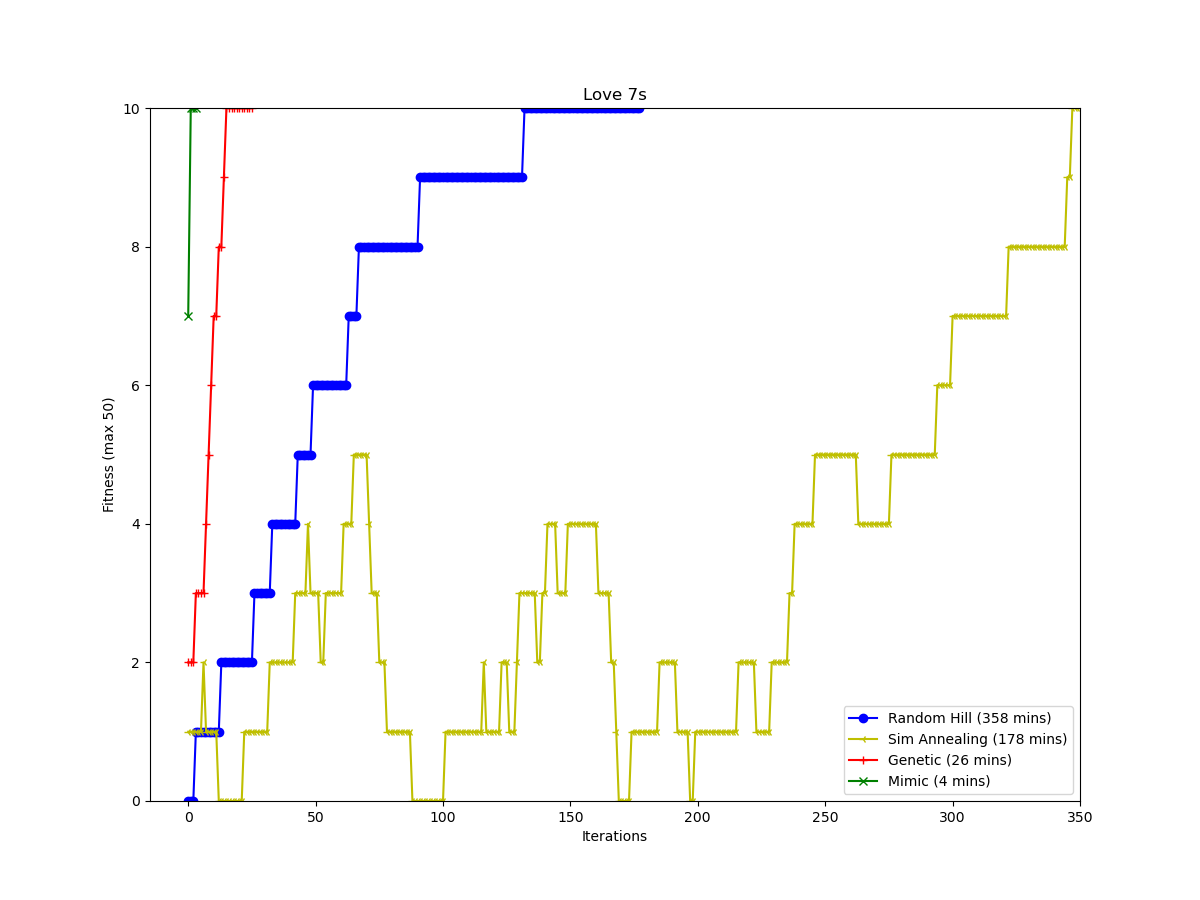 Love 7s
10
8
6
4
2
0
Fitness (max 50)
0 50 100 150 200 250 300 350
Iterations
Random Hill (358 mins)
Sim Annealing (178 mins)
Genetic (26 mins)
Mimic (4 mins)